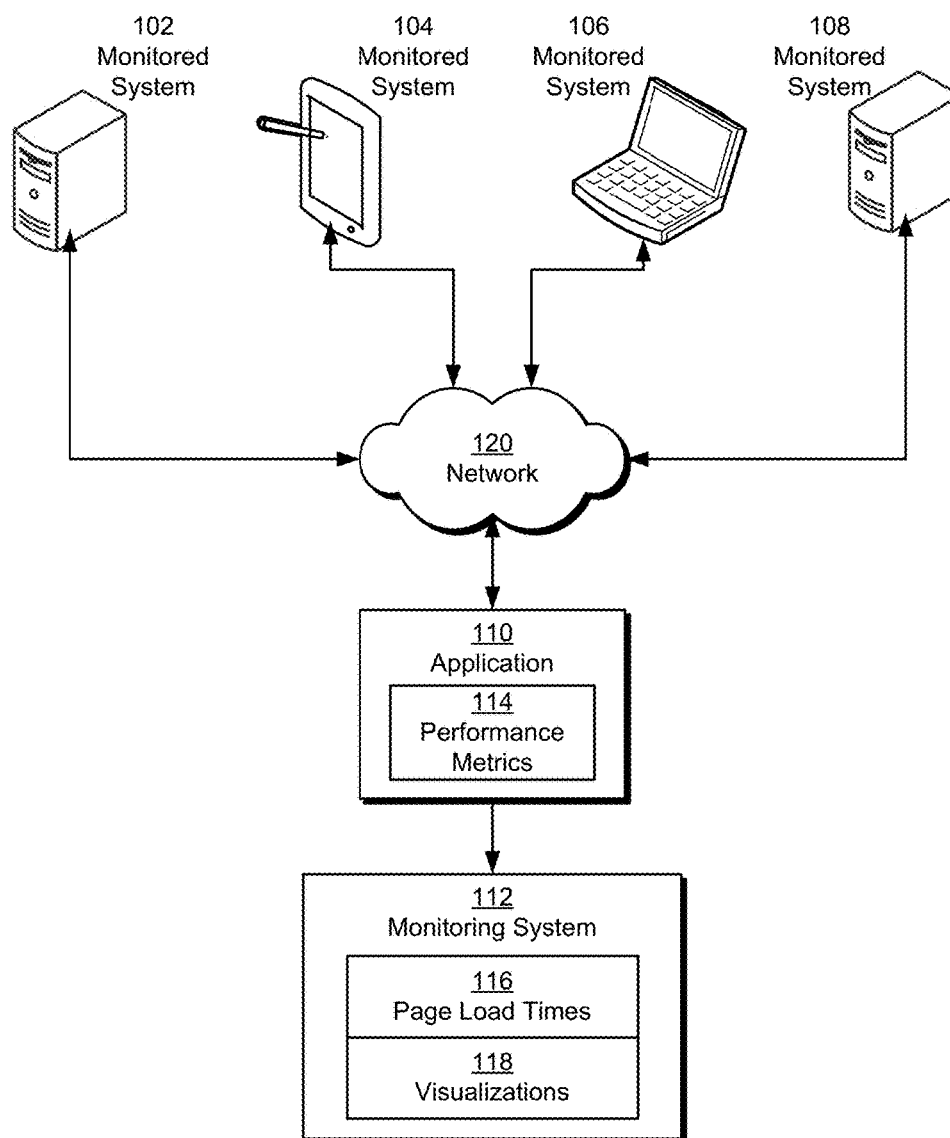 102
Monitored
System
104
Monitored
System
106
Monitored
System
108
Monitored
System
120
Network
110
Application
114
Performance
Metrics
112
Monitoring System
116
Page Load Times
118
Visualizations